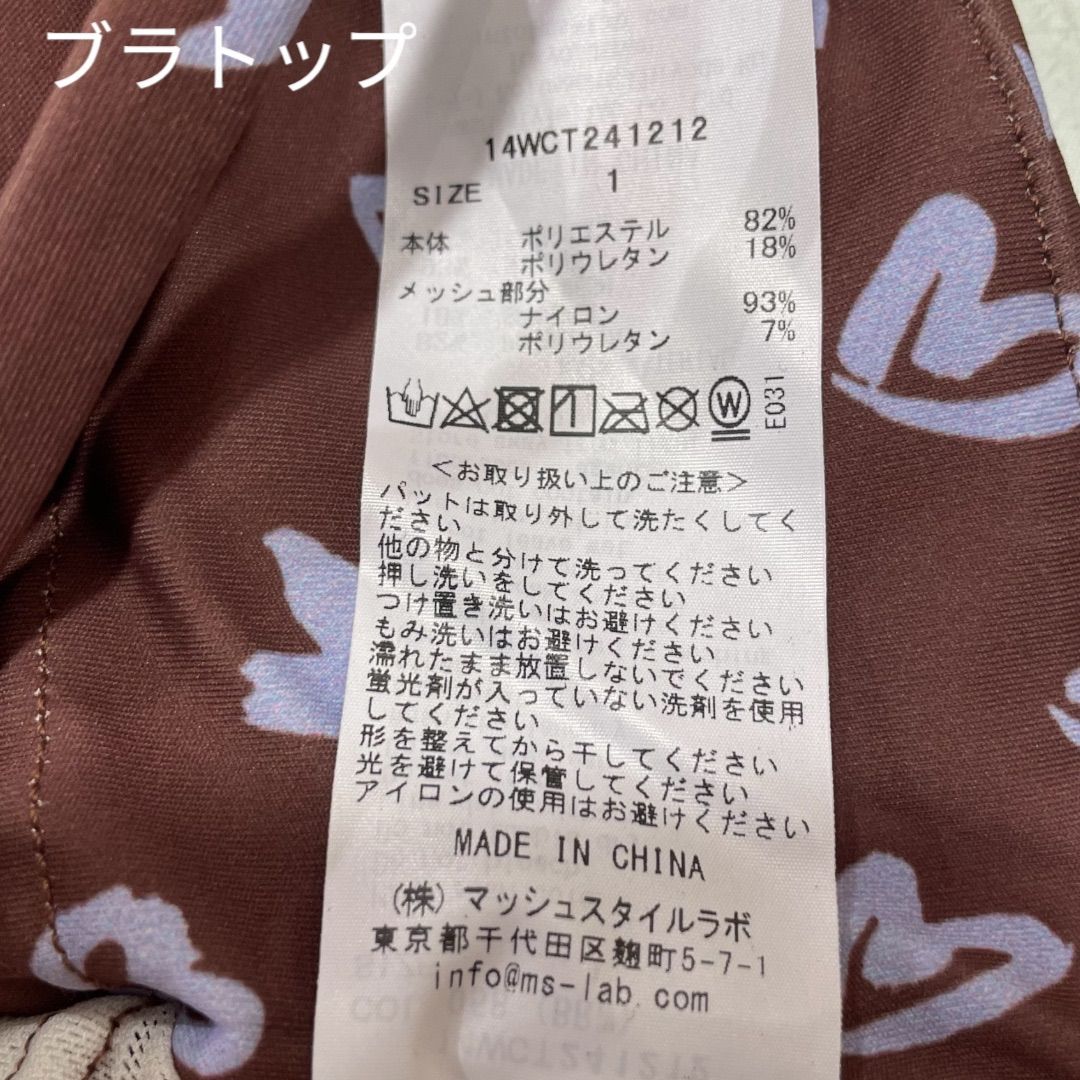 ブラトップ
14WCT241212
SIZE 1
本体 ポリエステル 82%
ポリウレタン 18%
メッシュ部分
ナイロン 93%
ポリウレタン 7%
W E031
＜お取り扱い上のご注意＞
パットは取り外して洗たくしてく
ださい
他の物と分けて洗ってください
押し洗いをしてください
つけ置き洗いはお避けください
もみ洗いはお避けください
濡れたまま放置しないでください
蛍光剤が入っていない洗剤を使用
してください
形を整えてから干してください
光を避けて保管してください
アイロンの使用はお避けください
MADE IN CHINA
（株）マッシュスタイルラボ
東京都千代田区麹町5-7-1
info@ms-lab.com